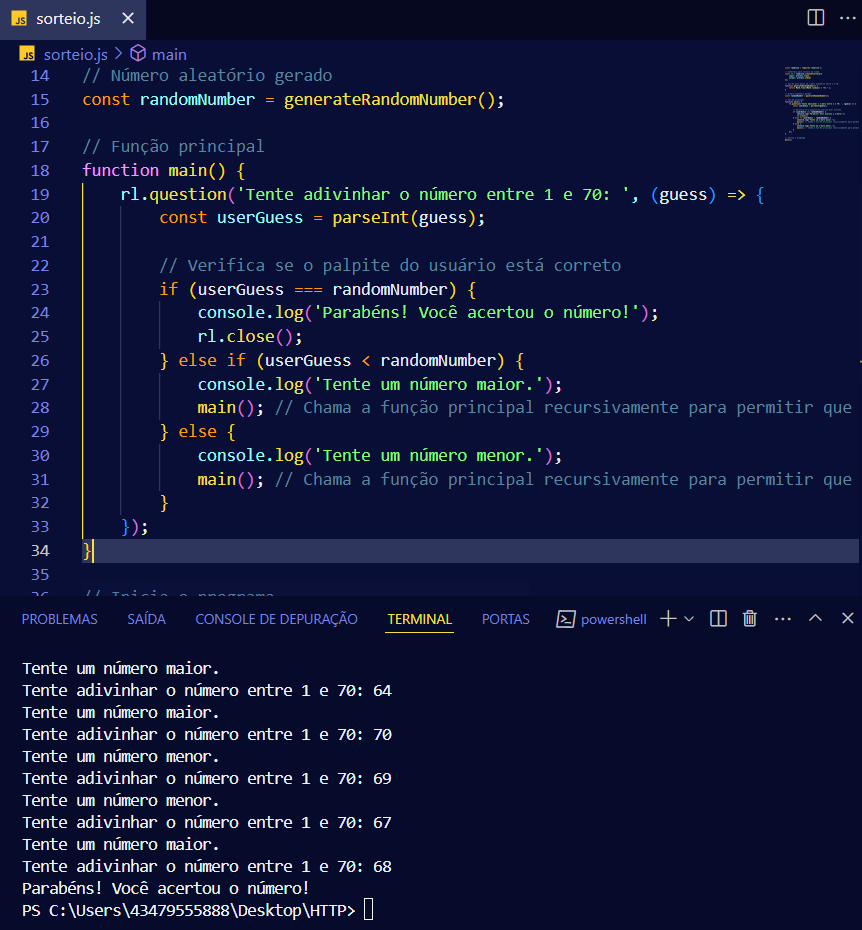 JS sorteio.js
JS sorteio.js > main
14 // Número aleatório gerado
15 const randomNumber = generateRandomNumber();
16
17 // Função principal
18 function main() {
19 rl.question('Tente adivinhar o número entre 1 e 70: ', (guess) => {
20 const userGuess = parseInt(guess);
21
22 // Verifica se o palpite do usuário está correto
23 if (userGuess === randomNumber) {
24 console.log('Parabéns! Você acertou o número!');
25 rl.close();
26 } else if (userGuess < randomNumber) {
27 console.log('Tente um número maior.');
28 main(); // Chama a função principal recursivamente para permitir que
29 } else {
30 console.log('Tente um número menor.');
31 main(); // Chama a função principal recursivamente para permitir que
32 }
33 });
34 }
35
36 // Inicia o programa
PROBLEMAS SAÍDA CONSOLE DE DEPURAÇÃO TERMINAL PORTAS powershell
Tente um número maior.
Tente adivinhar o número entre 1 e 70: 64
Tente um número maior.
Tente adivinhar o número entre 1 e 70: 70
Tente um número menor.
Tente adivinhar o número entre 1 e 70: 69
Tente um número menor.
Tente adivinhar o número entre 1 e 70: 67
Tente um número maior.
Tente adivinhar o número entre 1 e 70: 68
Parabéns! Você acertou o número!
PS C:\Users\43479555888\Desktop\HTTP>